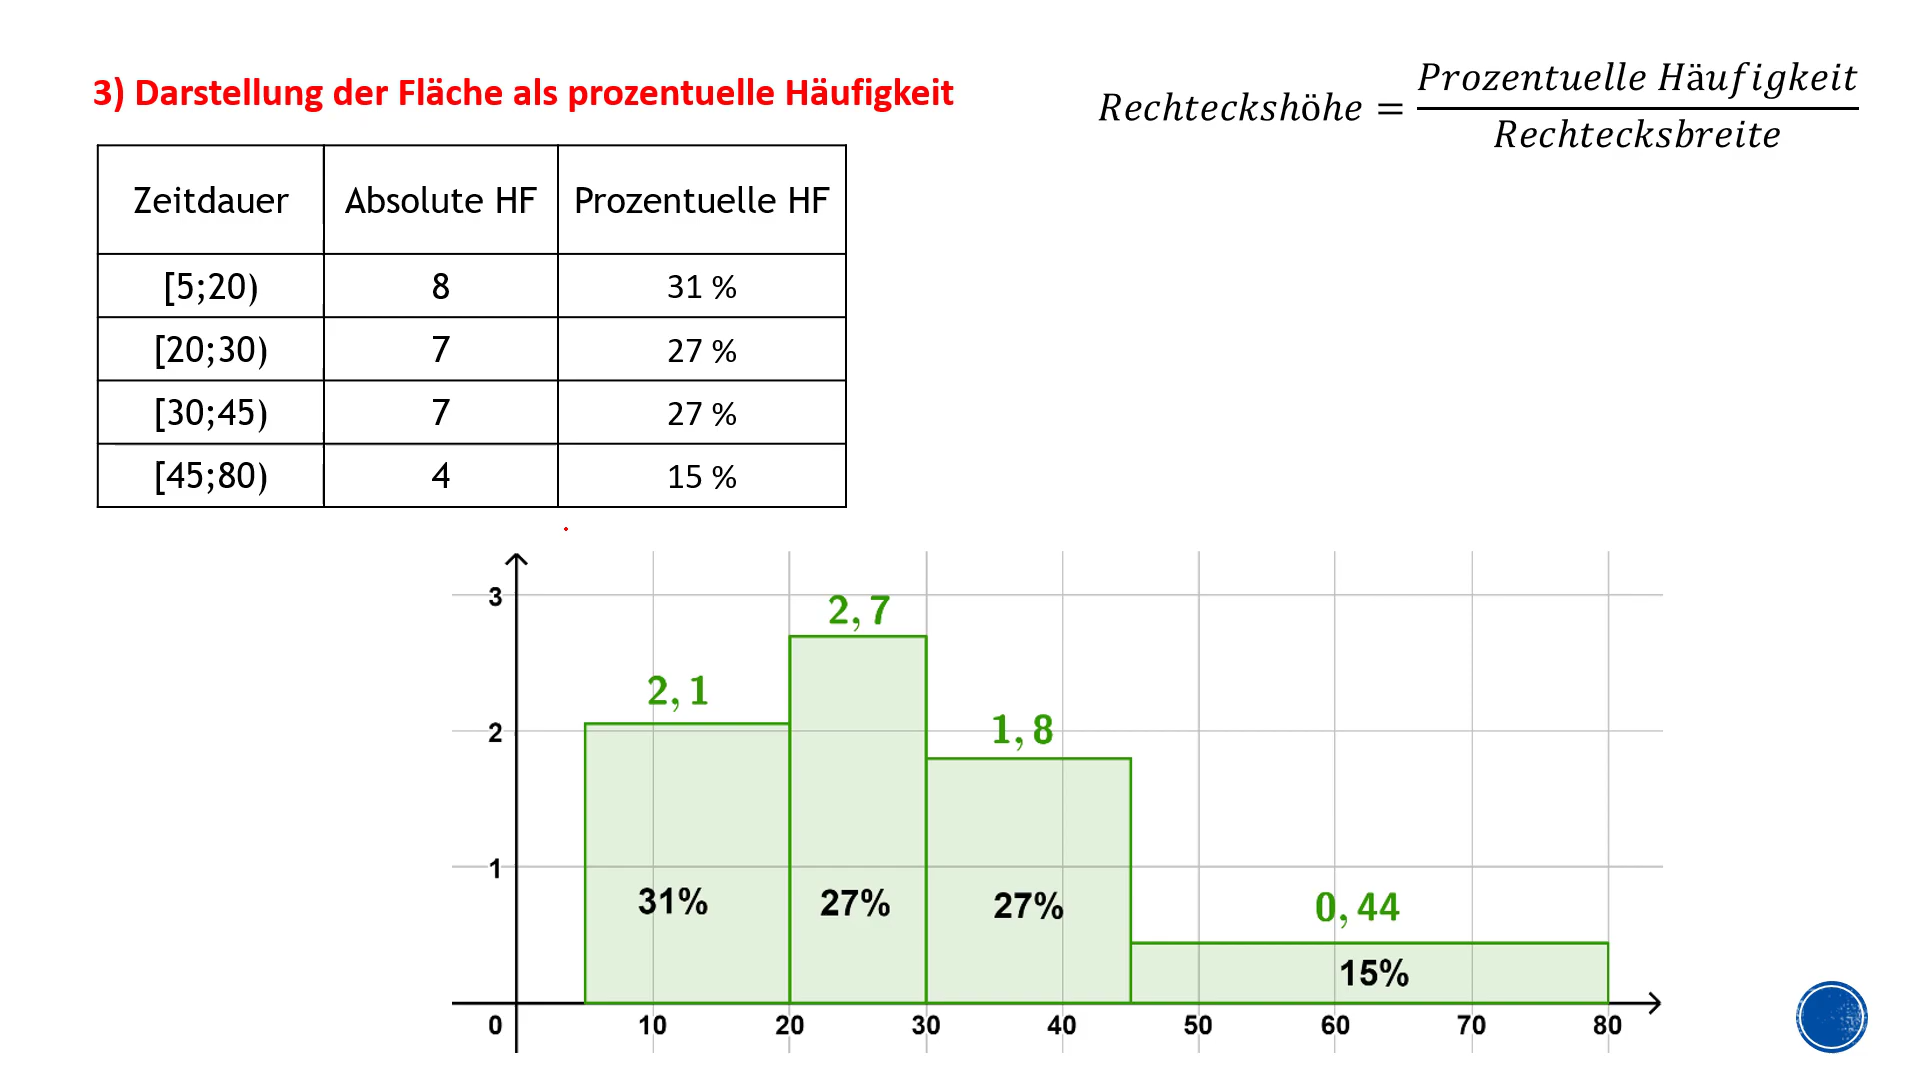 3) Darstellung der Fläche als prozentuelle Häufigkeit
Rechteckshöhe = Prozentuelle Häufigkeit / Rechtecksbreite
Zeitdauer Absolute HF Prozentuelle HF
[5;20) 8 31 %
[20;30) 7 27 %
[30;45) 7 27 %
[45;80) 4 15 %
3
2,7
2,1
2
1,8
1
31% 27% 27%
0,44
15%
0 10 20 30 40 50 60 70 80